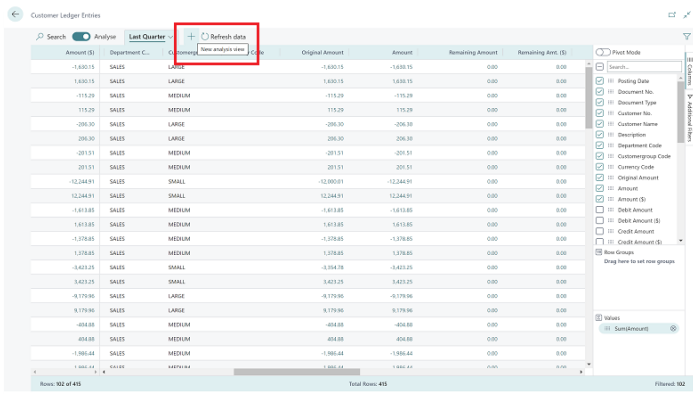 Customer Ledger Entries
Search Analyse Last Quarter + Refresh data
New analysis view
Amount ($) Department C... Customergroup Code Original Amount Amount Remaining Amount Remaining Amt. ($)
-1,630.15 SALES LARGE -1,630.15 -1,630.15 0.00 0.00
1,630.15 SALES LARGE 1,630.15 1,630.15 0.00 0.00
-115.29 SALES MEDIUM -115.29 -115.29 0.00 0.00
115.29 SALES MEDIUM 115.29 115.29 0.00 0.00
-206.30 SALES LARGE -206.30 -206.30 0.00 0.00
206.30 SALES LARGE 206.30 206.30 0.00 0.00
-201.51 SALES MEDIUM -201.51 -201.51 0.00 0.00
201.51 SALES MEDIUM 201.51 201.51 0.00 0.00
-12,244.91 SALES SMALL -12,000.01 -12,244.91 0.00 0.00
12,244.91 SALES SMALL 12,244.91 12,244.91 0.00 0.00
-1,613.85 SALES MEDIUM -1,613.85 -1,613.85 0.00 0.00
1,613.85 SALES MEDIUM 1,613.85 1,613.85 0.00 0.00
-1,378.85 SALES MEDIUM -1,378.85 -1,378.85 0.00 0.00
1,378.85 SALES MEDIUM 1,378.85 1,378.85 0.00 0.00
-3,423.25 SALES SMALL -3,354.78 -3,423.25 0.00 0.00
3,423.25 SALES SMALL 3,423.25 3,423.25 0.00 0.00
-9,179.96 SALES LARGE -9,179.96 -9,179.96 0.00 0.00
9,179.96 SALES LARGE 9,179.96 9,179.96 0.00 0.00
-404.88 SALES MEDIUM -404.88 -404.88 0.00 0.00
404.88 SALES MEDIUM 404.88 404.88 0.00 0.00
-1,986.44 SALES MEDIUM -1,986.44 -1,986.44 0.00 0.00
1,986.44 SALES MEDIUM 1,986.44 1,986.44 0.00 0.00
Rows: 102 of 415 Total Rows: 415 Filtered: 102
Pivot Mode
Search...
Posting Date
Document No.
Document Type
Customer No.
Customer Name
Description
Department Code
Customergroup Code
Currency Code
Original Amount
Amount
Amount ($)
Debit Amount
Debit Amount ($)
Credit Amount
Credit Amount ($)
Row Groups
Drag here to set row groups
Values
Sum(Amount)
Columns
Additional Filters